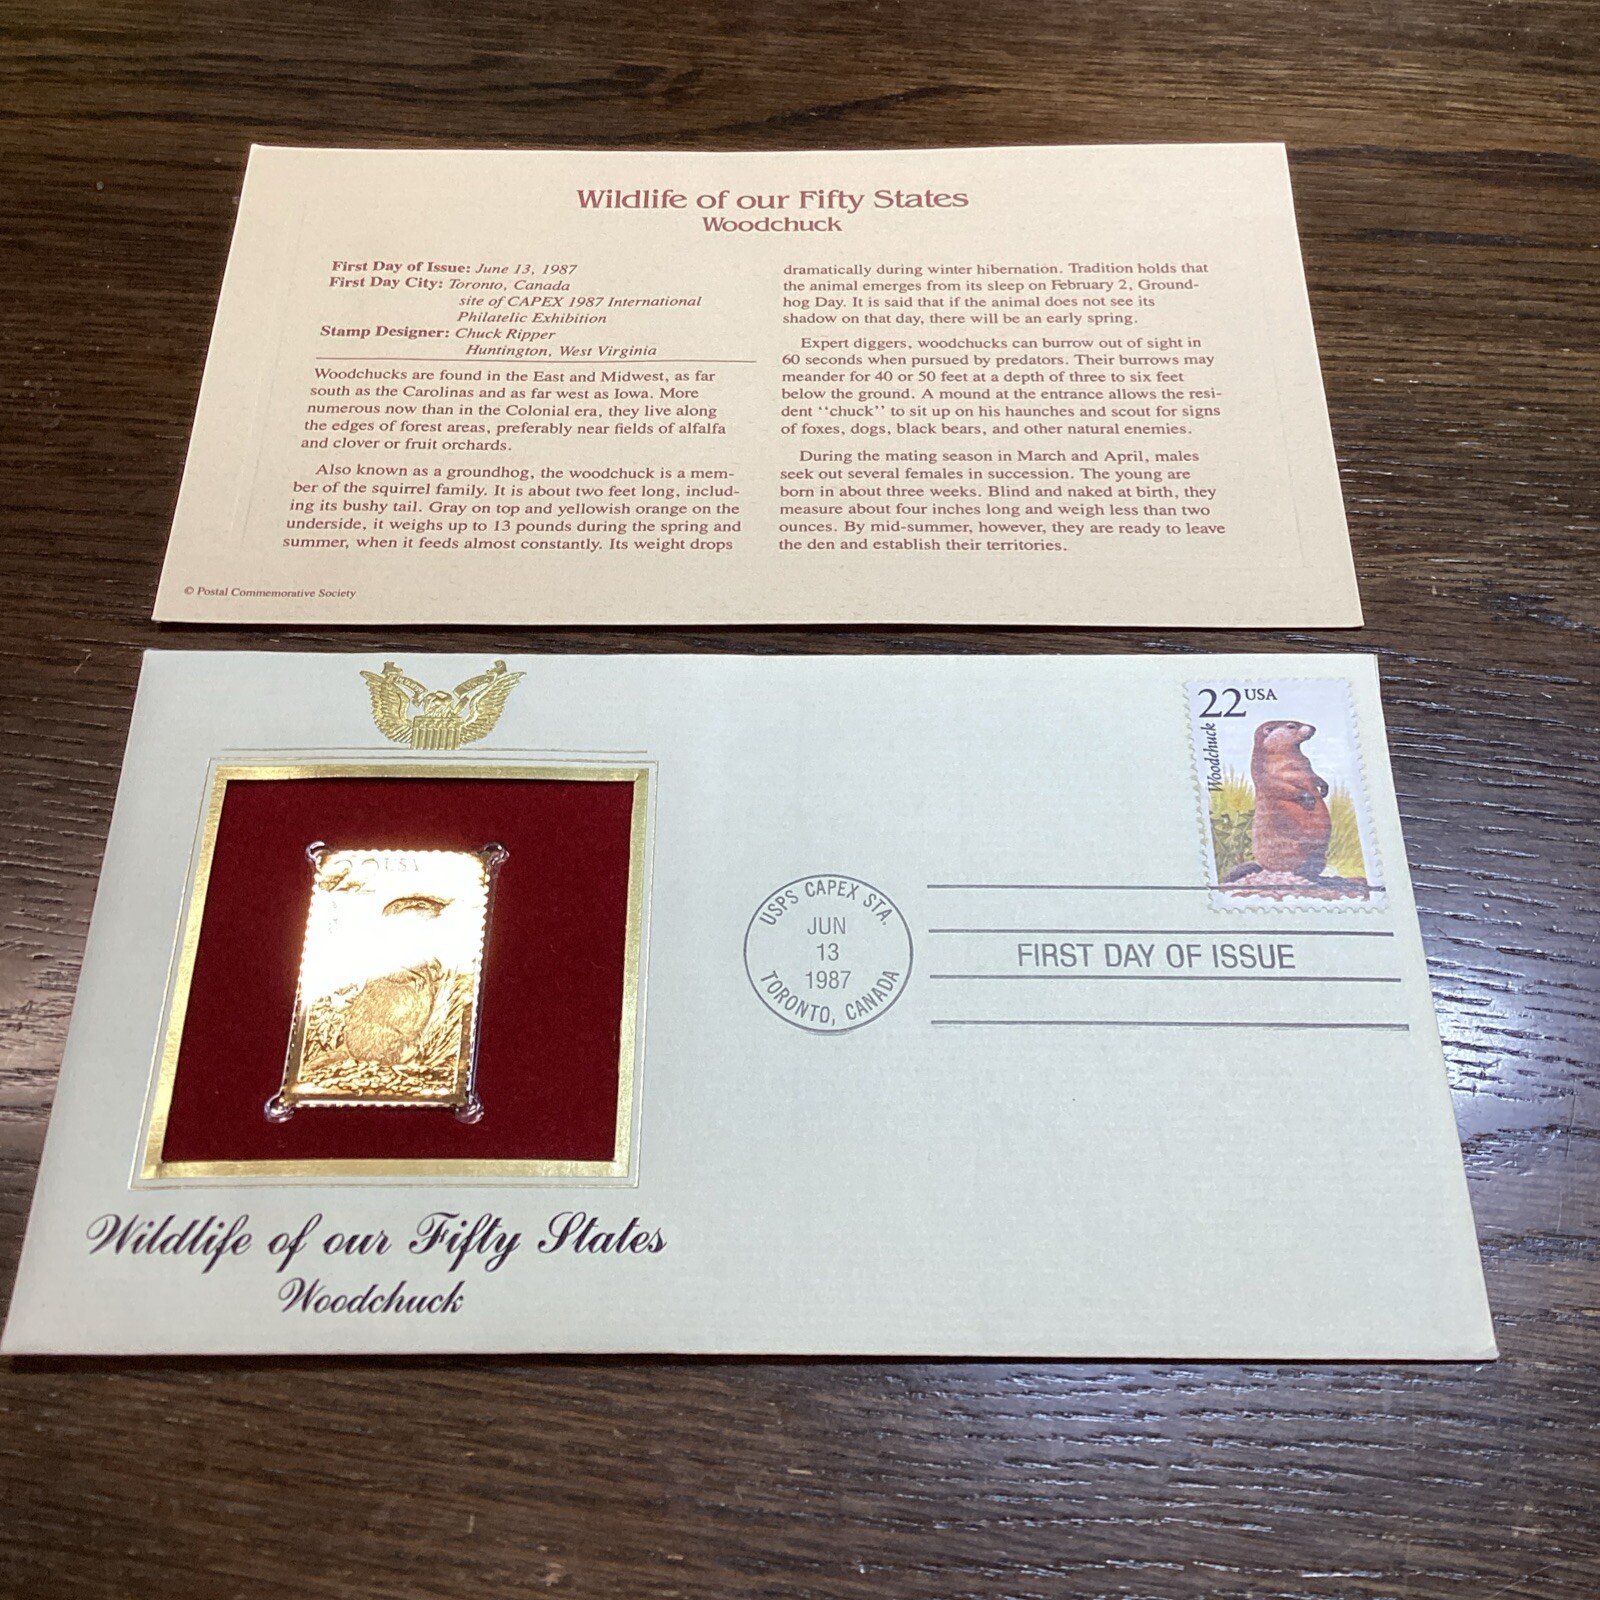 Wildlife of our Fifty States
Woodchuck
First Day of Issue: June 13, 1987
First Day City: Toronto, Canada
site of CAPEX 1987 International
Philatelic Exhibition
Stamp Designer: Chuck Ripper
Huntington, West Virginia
Woodchucks are found in the East and Midwest, as far
south as the Carolinas and as far west as Iowa. More
numerous now than in the Colonial era, they live along
the edges of forest areas, preferably near fields of alfalfa
and clover or fruit orchards.
Also known as a groundhog, the woodchuck is a mem-
ber of the squirrel family. It is about two feet long, includ-
ing its bushy tail. Gray on top and yellowish orange on the
underside, it weighs up to 13 pounds during the spring and
summer, when it feeds almost constantly. Its weight drops
dramatically during winter hibernation. Tradition holds that
the animal emerges from its sleep on February 2, Ground-
hog Day. It is said that if the animal does not see its
shadow on that day, there will be an early spring.
Expert diggers, woodchucks can burrow out of sight in
60 seconds when pursued by predators. Their burrows may
meander for 40 or 50 feet at a depth of three to six feet
below the ground. A mound at the entrance allows the resi-
dent "chuck" to sit up on his haunches and scout for signs
of foxes, dogs, black bears, and other natural enemies.
During the mating season in March and April, males
seek out several females in succession. The young are
born in about three weeks. Blind and naked at birth, they
measure about four inches long and weigh less than two
ounces. By mid-summer, however, they are ready to leave
the den and establish their territories.
© Postal Commemorative Society
22 USA
Woodchuck
22 USA
USPS CAPEX STA.
JUN
13
1987
TORONTO, CANADA
FIRST DAY OF ISSUE
Wildlife of our Fifty States
Woodchuck